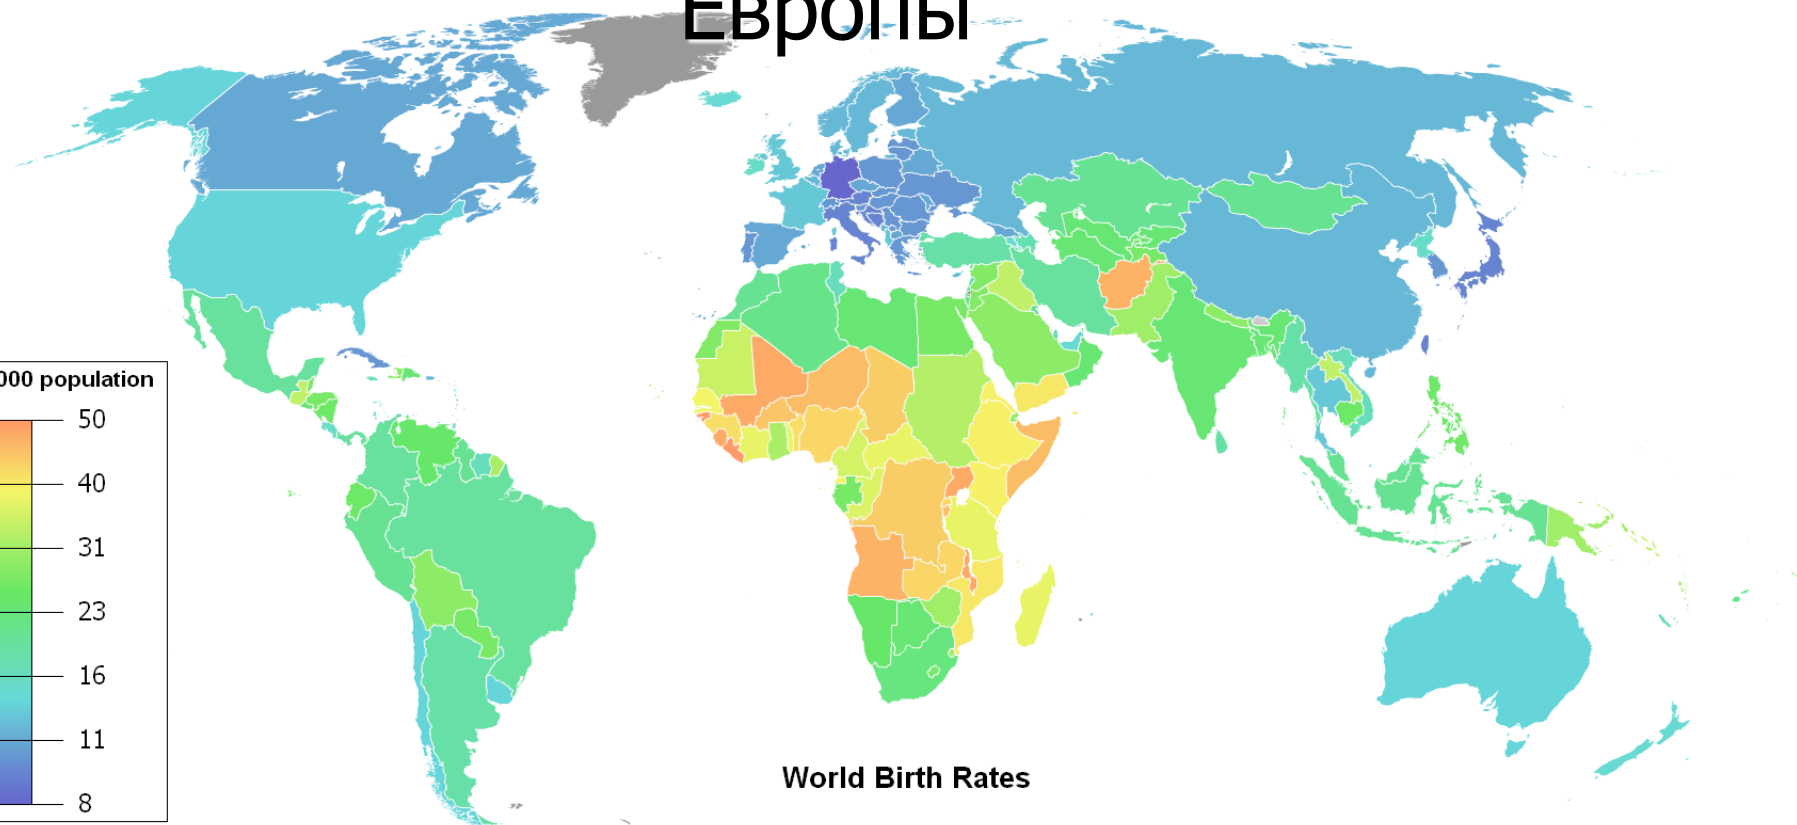 Европы
000 population
50
40
31
23
16
11
8
World Birth Rates